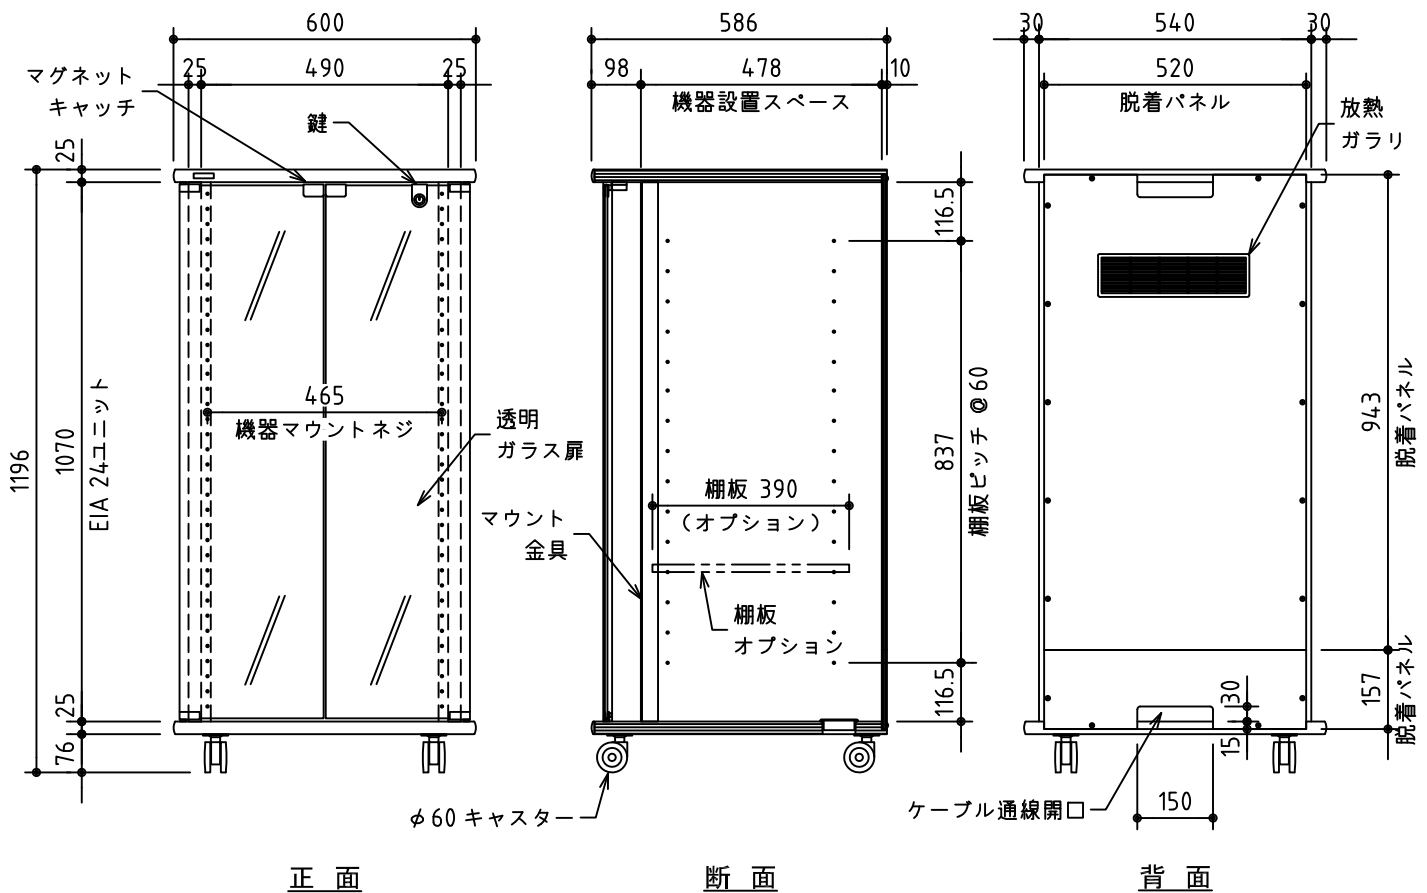 600
25 490 25
マグネット
キャッチ
鍵
25
1196
1070
EIA 24ユニット
25
76
465
機器マウントネジ
透明
ガラス扉
φ60 キャスター
正 面
586
98 478 10
機器設置スペース
116.5
837
棚板ピッチ @60
116.5
棚板 390
(オプション)
マウント
金具
棚板
オプション
断 面
30 540 30
520
脱着パネル
放熱
ガラリ
943
脱着パネル
157
脱着パネル
30
15
150
ケーブル通線開口
背 面